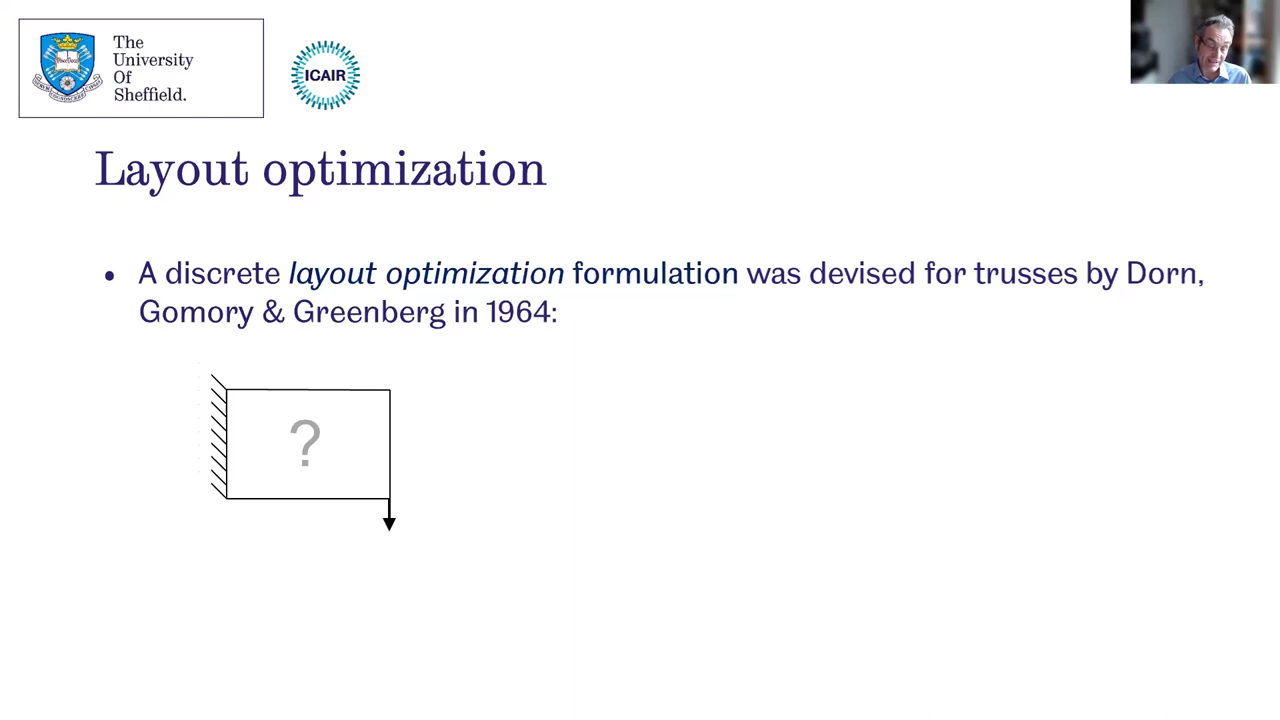 The
University
Of
Sheffield.
ICAIR
Layout optimization
• A discrete layout optimization formulation was devised for trusses by Dorn,
Gomory & Greenberg in 1964:
?